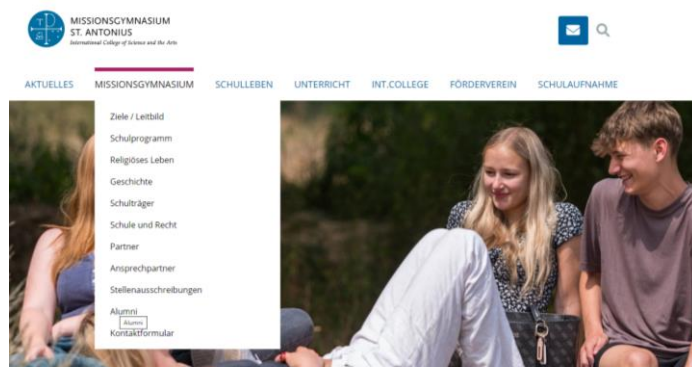 MISSIONSGYMNASIUM
ST. ANTONIUS
International College of Science and the Arts
AKTUELLES MISSIONSGYMNASIUM SCHULLEBEN UNTERRICHT INT.COLLEGE FÖRDERVEREIN SCHULAUFNAHME
Ziele / Leitbild
Schulprogramm
Religiöses Leben
Geschichte
Schulträger
Schule und Recht
Partner
Ansprechpartner
Stellenausschreibungen
Alumni
Alumni
Kontaktformular